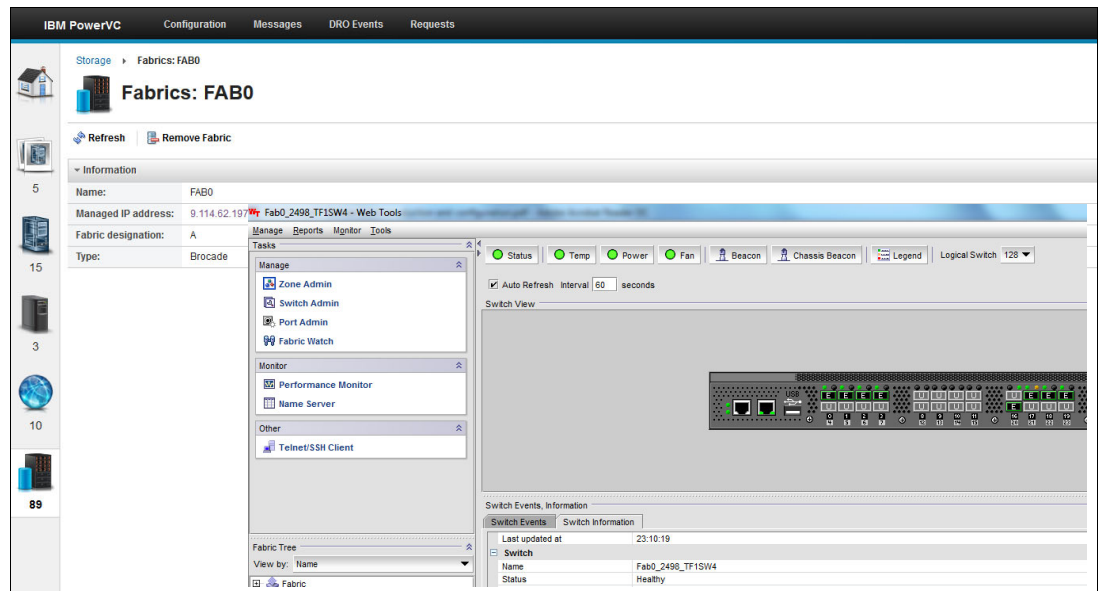 IBM PowerVC Configuration Messages DRO Events Requests
Storage Fabrics: FAB0
Fabrics: FAB0
Refresh Remove Fabric
Information
Name: FAB0
Managed IP address: 9.114.62.197
Fabric designation: A
Type: Brocade
5
15
3
10
89
Fab0_2498_TF1SW4 - Web Tools
Manage Reports Monitor Tools
Tasks
Manage
Zone Admin
Switch Admin
Port Admin
Fabric Watch
Monitor
Performance Monitor
Name Server
Other
Telnet/SSH Client
Fabric Tree
View by: Name
Fabric
Status Temp Power Fan Beacon Chassis Beacon Legend Logical Switch 128
Auto Refresh Interval 60 seconds
Switch View
USB
Switch Events, Information
Switch Events Switch Information
Last updated at 23:10:19
Switch
Name Fab0_2498_TF1SW4
Status Healthy